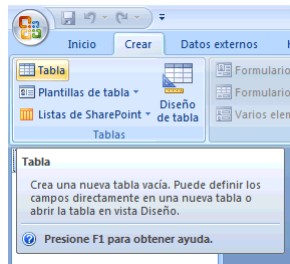 Inicio Crear Datos externos
Tabla
Plantillas de tabla
Listas de SharePoint
Diseño
de tabla
Tablas
Formulario
Formulario
Varios elem
Tabla
Crea una nueva tabla vacía. Puede definir los
campos directamente en una nueva tabla o
abrir la tabla en vista Diseño.
Presione F1 para obtener ayuda.